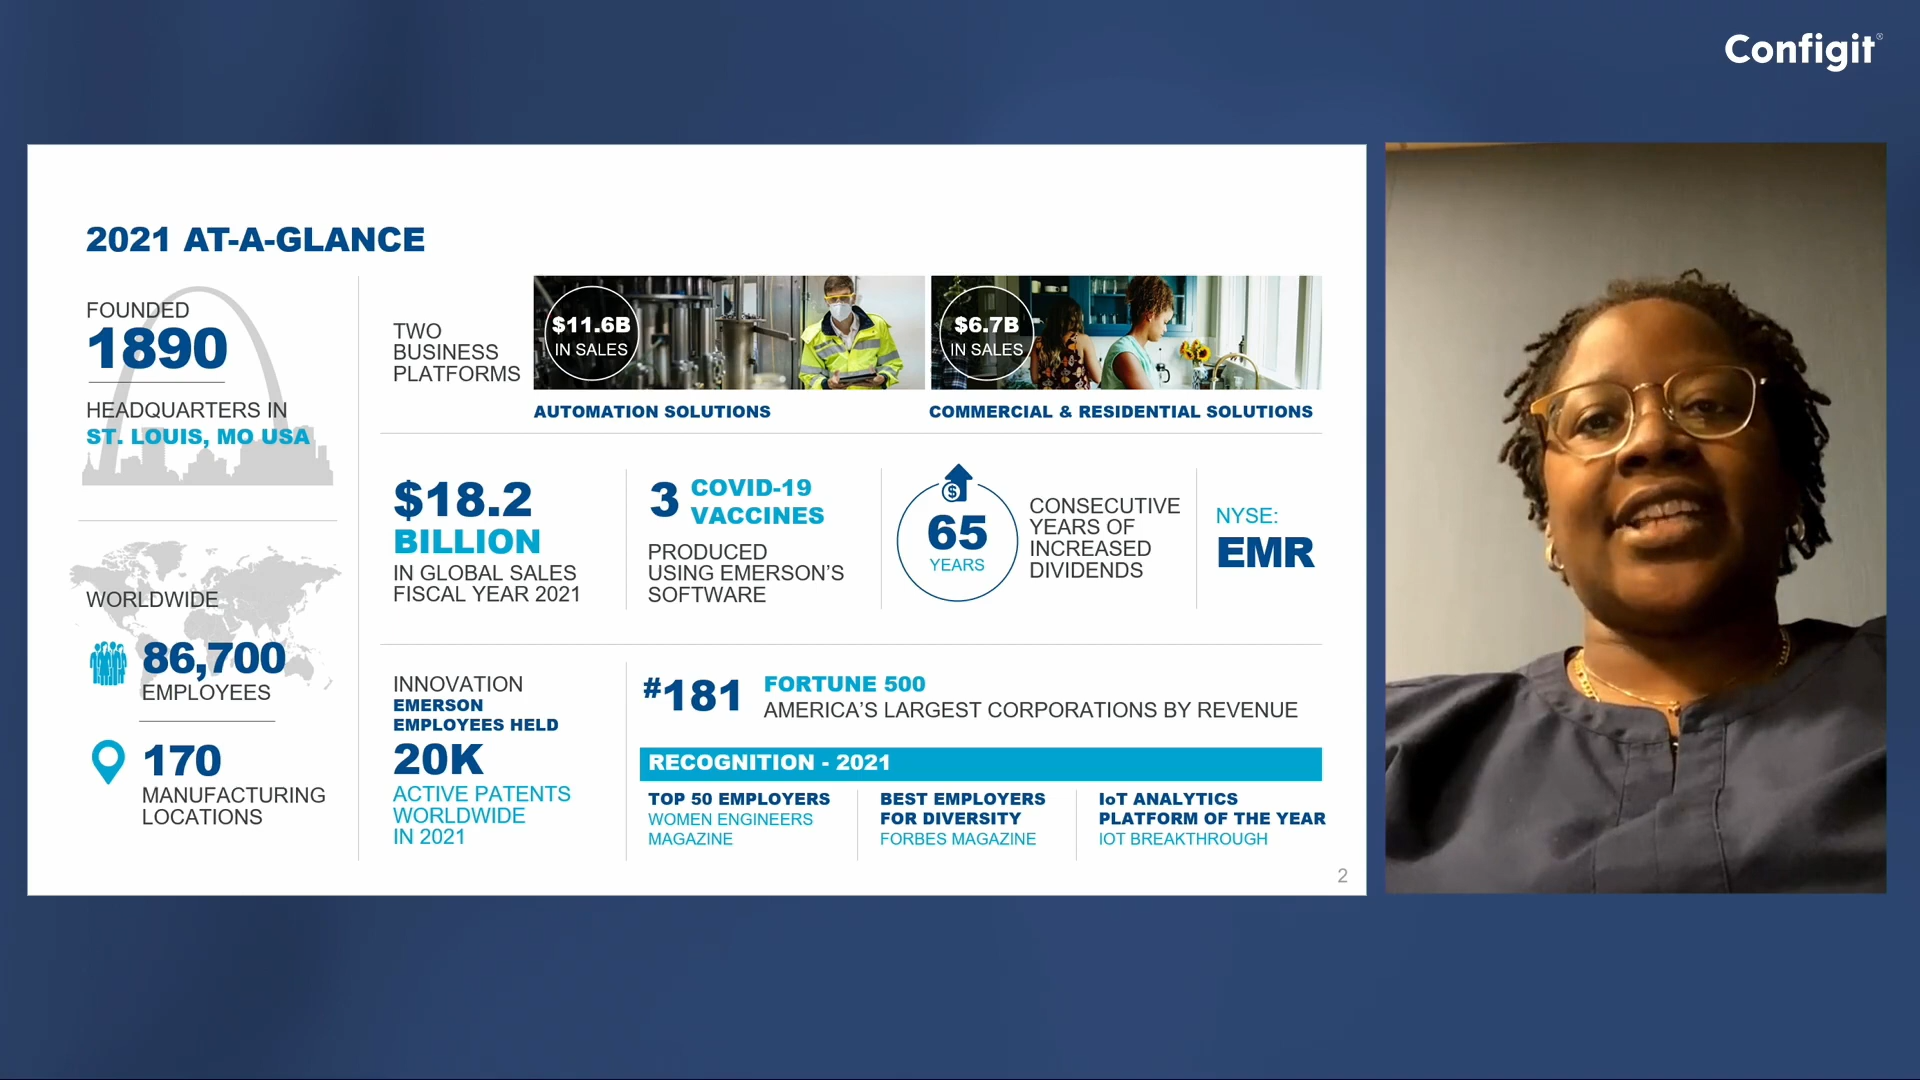 Configit®
2021 AT-A-GLANCE
FOUNDED
1890
HEADQUARTERS IN
ST. LOUIS, MO USA
WORLDWIDE
86,700
EMPLOYEES
170
MANUFACTURING
LOCATIONS
TWO
BUSINESS
PLATFORMS
$11.6B
IN SALES
AUTOMATION SOLUTIONS
$6.7B
IN SALES
COMMERCIAL & RESIDENTIAL SOLUTIONS
$18.2
BILLION
IN GLOBAL SALES
FISCAL YEAR 2021
3 COVID-19
VACCINES
PRODUCED
USING EMERSON'S
SOFTWARE
$
65
YEARS
CONSECUTIVE
YEARS OF
INCREASED
DIVIDENDS
NYSE:
EMR
INNOVATION
EMERSON
EMPLOYEES HELD
20K
ACTIVE PATENTS
WORLDWIDE
IN 2021
#181 FORTUNE 500
AMERICA'S LARGEST CORPORATIONS BY REVENUE
RECOGNITION - 2021
TOP 50 EMPLOYERS
WOMEN ENGINEERS
MAGAZINE
BEST EMPLOYERS
FOR DIVERSITY
FORBES MAGAZINE
IoT ANALYTICS
PLATFORM OF THE YEAR
IOT BREAKTHROUGH
2